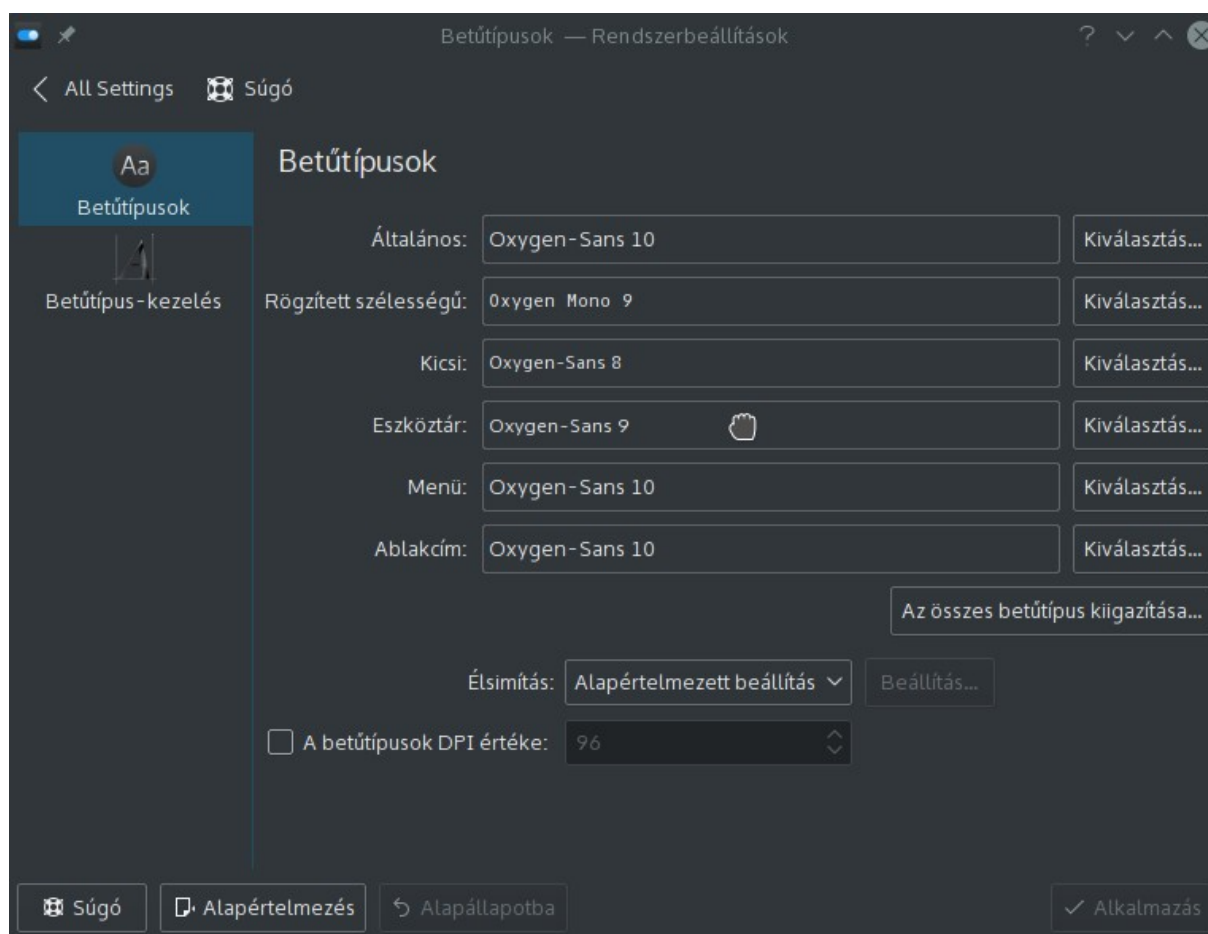 Betűtípusok — Rendszerbeállítások
All Settings Súgó
Aa
Betűtípusok
Betűtípus-kezelés
Betűtípusok
Általános: Oxygen-Sans 10 Kiválasztás...
Rögzített szélességű: Oxygen Mono 9 Kiválasztás...
Kicsi: Oxygen-Sans 8 Kiválasztás...
Eszköztár: Oxygen-Sans 9 Kiválasztás...
Menü: Oxygen-Sans 10 Kiválasztás...
Ablakcím: Oxygen-Sans 10 Kiválasztás...
Az összes betűtípus kiigazítása...
Élsimítás: Alapértelmezett beállítás Beállítás...
A betűtípusok DPI értéke: 96
Súgó Alapértelmezés Alapállapotba Alkalmazás